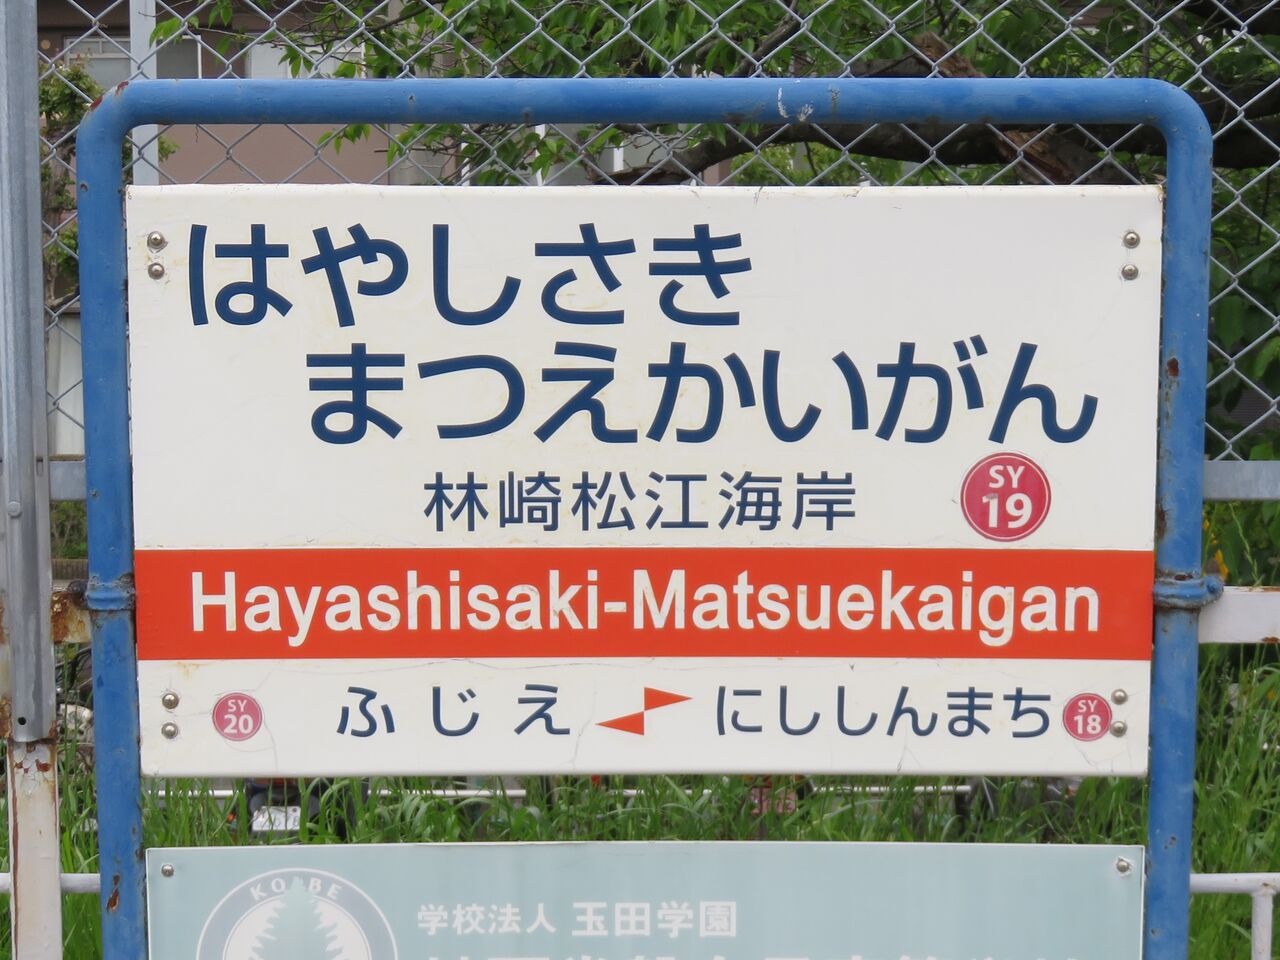 はやしさき
まつえかいがん
林崎松江海岸
SY
19
Hayashisaki-Matsuekaigan
SY
20
ふじえ
にししんまち
SY
18
KOBE
学校法人 玉田学園